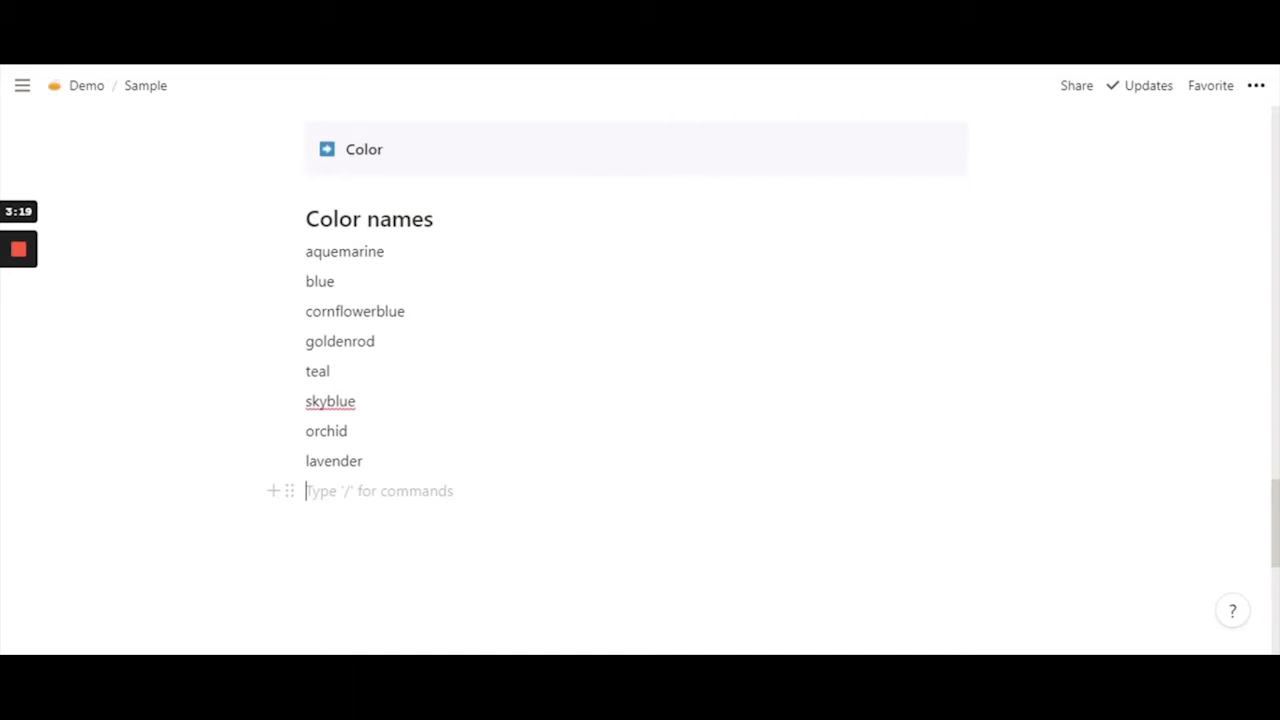 Demo / Sample
Share Updates Favorite
Color
3:19
Color names
aquemarine
blue
cornflowerblue
goldenrod
teal
skyblue
orchid
lavender
Type '/' for commands
?